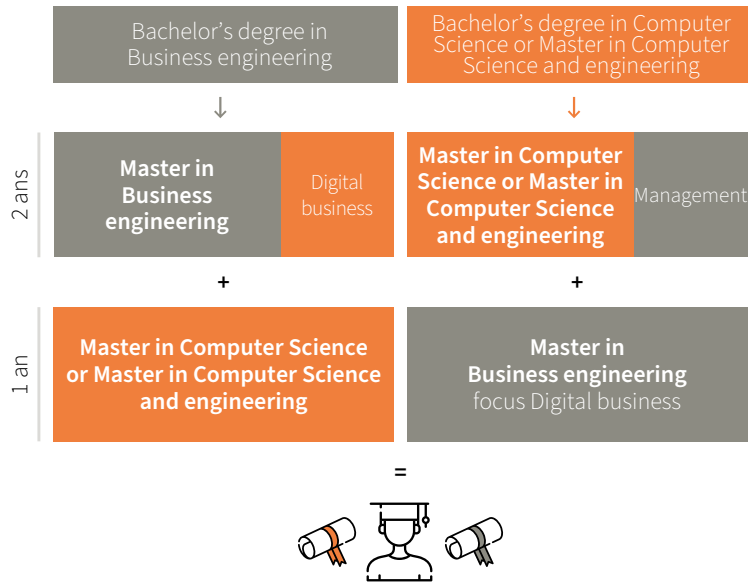 Bachelor’s degree in
Business engineering
Bachelor’s degree in Computer
Science or Master in Computer
Science and engineering
↓
↓
2 ans
Master in
Business
engineering
Digital
business
Master in Computer
Science or Master in
Computer Science
and engineering
Management
+
+
1 an
Master in Computer Science
or Master in Computer Science
and engineering
Master in
Business engineering
focus Digital business
=